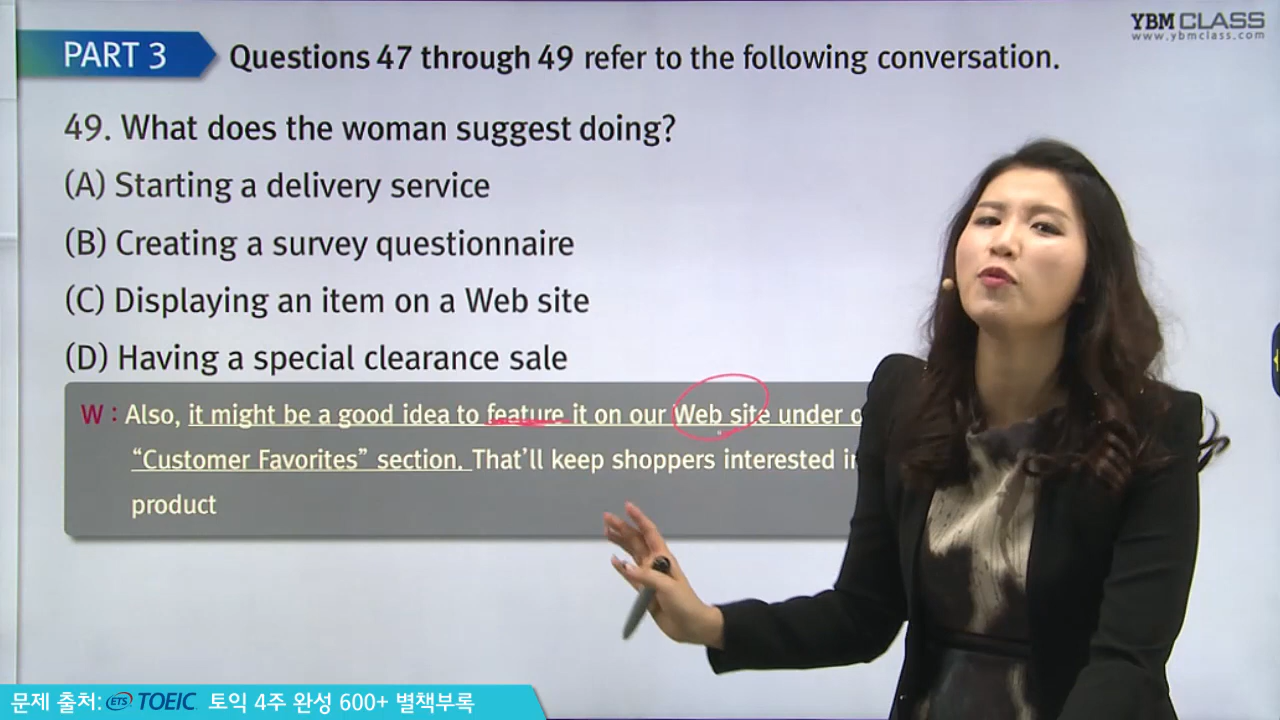 YBM CLASS
www.ybmclass.com
PART 3
Questions 47 through 49 refer to the following conversation.
49. What does the woman suggest doing?
(A) Starting a delivery service
(B) Creating a survey questionnaire
(C) Displaying an item on a Web site
(D) Having a special clearance sale
W : Also, it might be a good idea to feature it on our Web site under
“Customer Favorites” section. That’ll keep shoppers interested
product
문제 출처: ETS TOEIC. 토익 4주 완성 600+ 별책부록